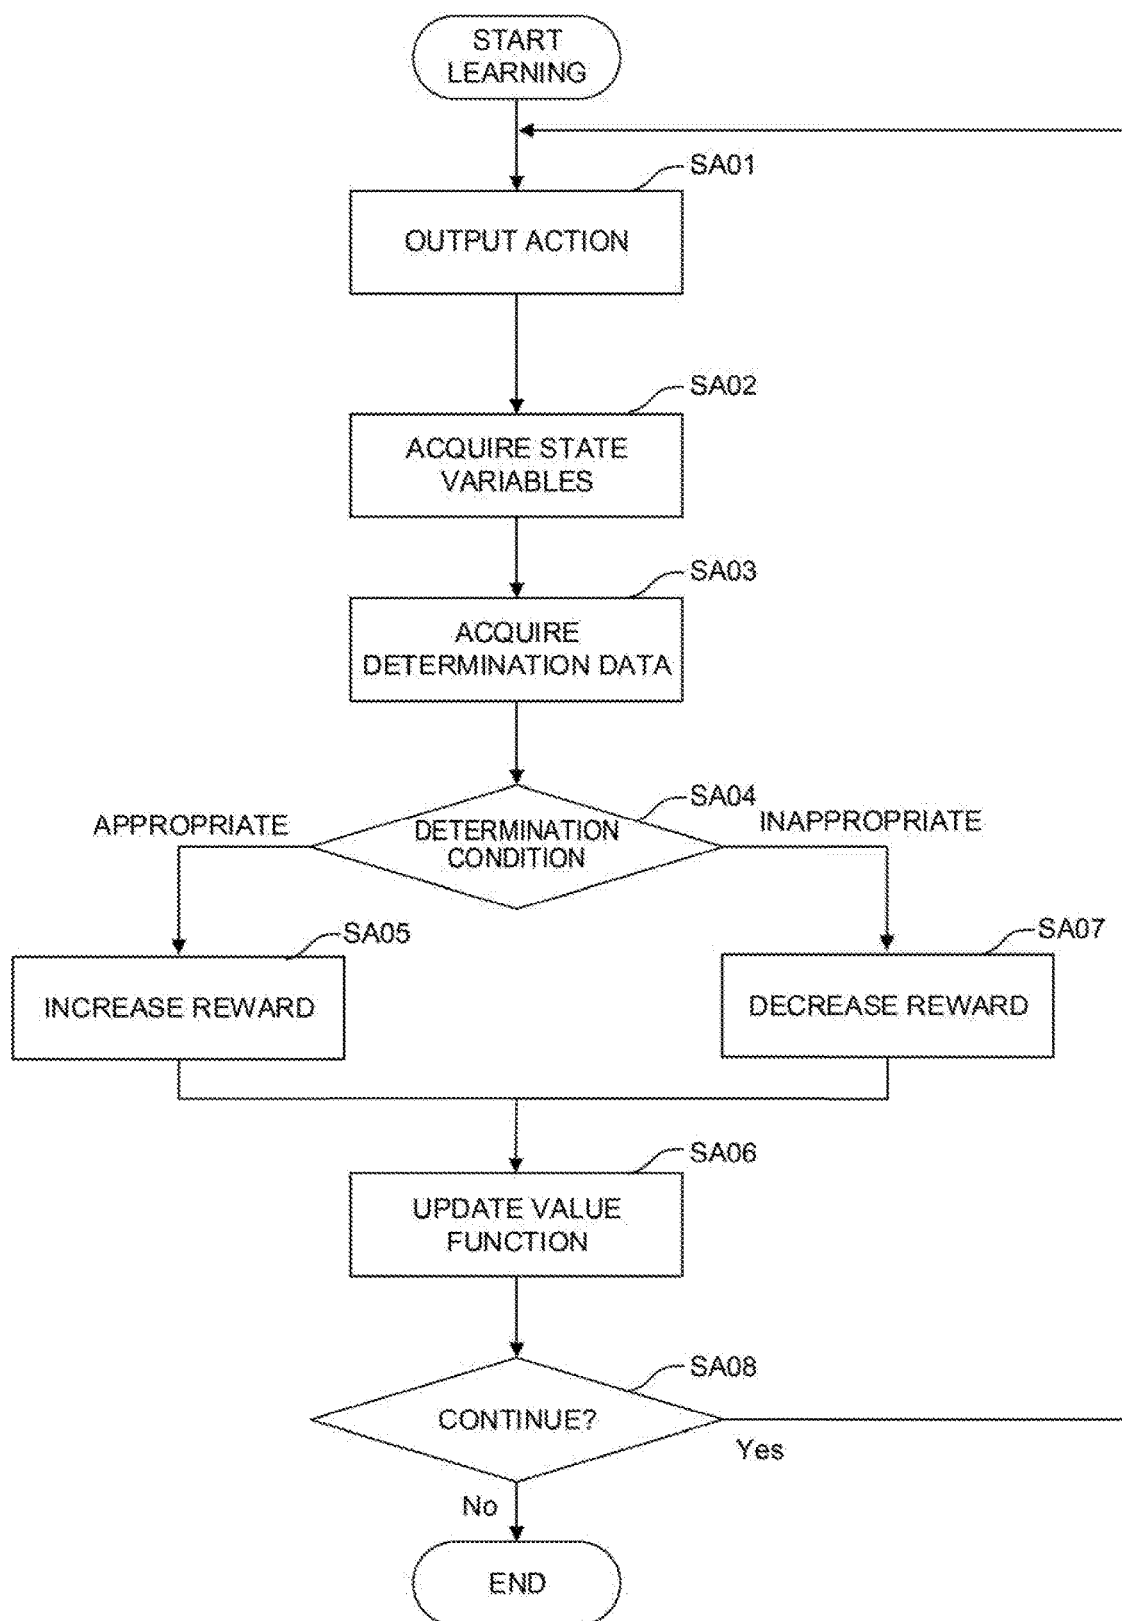 START
LEARNING
SA01
OUTPUT ACTION
SA02
ACQUIRE STATE
VARIABLES
SA03
ACQUIRE
DETERMINATION DATA
SA04
APPROPRIATE
DETERMINATION
CONDITION
INAPPROPRIATE
SA05
INCREASE REWARD
SA07
DECREASE REWARD
SA06
UPDATE VALUE
FUNCTION
SA08
CONTINUE?
Yes
No
END